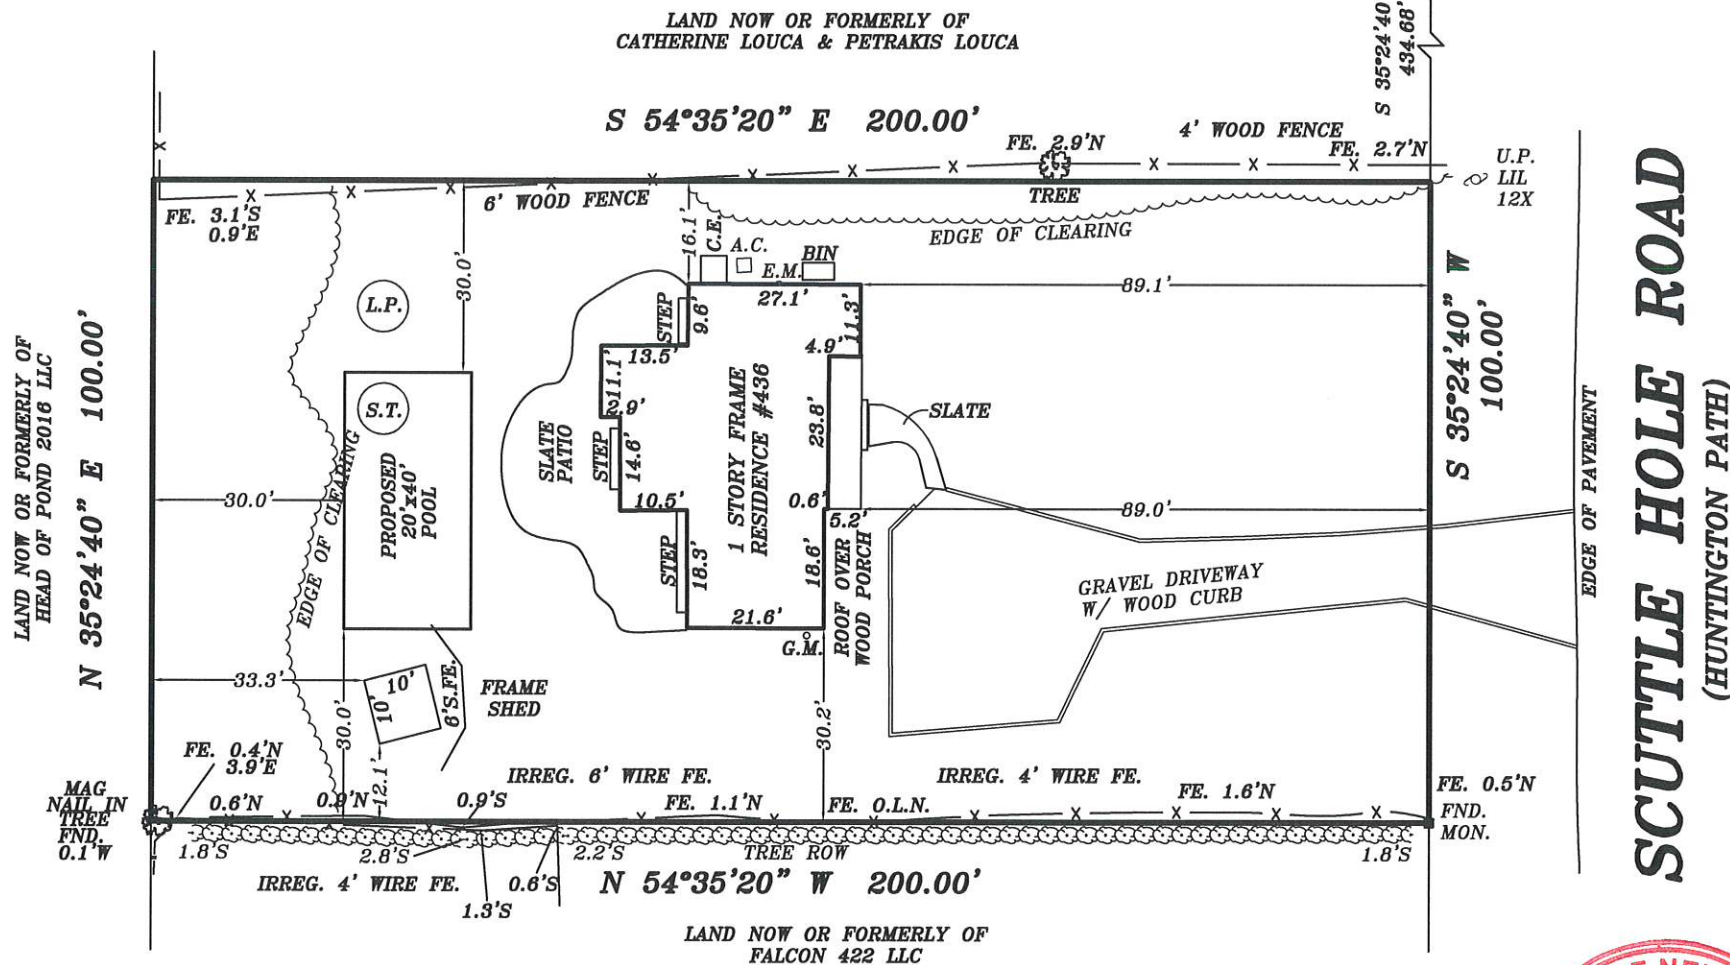 LAND NOW OR FORMERLY OF
CATHERINE LOUCA & PETRAKIS LOUCA
S 35°24'40
434.68'
S 54°35'20" E 200.00'
FE. 2.9'N
4' WOOD FENCE
FE. 2.7'N
U.P.
LIL
12X
6' WOOD FENCE
TREE
FE. 3.1'S
0.9'E
EDGE OF CLEARING
16.1'
C.E.
A.C.
E.M.
BIN
27.1'
89.1'
30.0'
L.P.
STEP
9.6'
11.3'
13.5'
4.9'
11.1'
2.9'
S.T.
SLATE
PATIO
STEP
14.8'
10.5'
1 STORY FRAME
RESIDENCE #436
23.8'
SLATE
LAND NOW OR FORMERLY OF
HEAD OF POND 2016 LLC
N 35°24'40" E 100.00'
30.0'
EDGE OF CLEARING
PROPOSED
20'x40'
POOL
0.6'
5.2'
89.0'
STEP
18.3'
18.6'
21.6'
G.M.
ROOF OVER
WOOD PORCH
GRAVEL DRIVEWAY
W/ WOOD CURB
S 35°24'40" W
100.00'
EDGE OF PAVEMENT
SCUTTLE HOLE ROAD
(HUNTINGTON PATH)
33.3'
10'
10'
6'S.FE.
FRAME
SHED
30.0'
12.1'
30.2'
FE. 0.4'N
3.9'E
MAG
NAIL IN
TREE
FND.
0.1'W
IRREG. 6' WIRE FE.
IRREG. 4' WIRE FE.
0.6'N
0.9'N
0.9'S
FE. 1.1'N
FE. O.L.N.
FE. 1.6'N
FE. 0.5'N
FND.
MON.
1.8'S
2.8'S
2.2'S
TREE ROW
1.8'S
IRREG. 4' WIRE FE.
0.6'S
1.3'S
N 54°35'20" W 200.00'
LAND NOW OR FORMERLY OF
FALCON 422 LLC